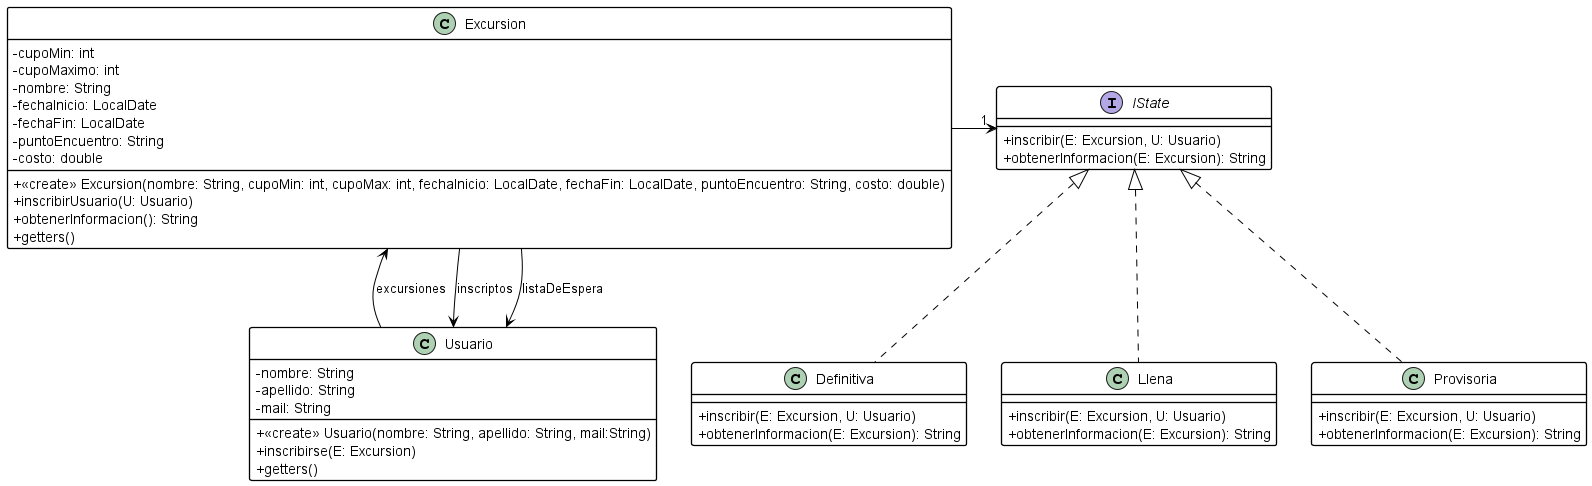 C Excursion
-cupoMin: int
-cupoMaximo: int
-nombre: String
-fechaInicio: LocalDate
-fechaFin: LocalDate
-puntoEncuentro: String
-costo: double
+«create» Excursion(nombre: String, cupoMin: int, cupoMax: int, fechaInicio: LocalDate, fechaFin: LocalDate, puntoEncuentro: String, costo: double)
+inscribirUsuario(U: Usuario)
+obtenerInformacion(): String
+getters()
1
I IState
+inscribir(E: Excursion, U: Usuario)
+obtenerInformacion(E: Excursion): String
excursiones
inscriptos
listaDeEspera
C Usuario
-nombre: String
-apellido: String
-mail: String
+«create» Usuario(nombre: String, apellido: String, mail:String)
+inscribirse(E: Excursion)
+getters()
C Definitiva
+inscribir(E: Excursion, U: Usuario)
+obtenerInformacion(E: Excursion): String
C Llena
+inscribir(E: Excursion, U: Usuario)
+obtenerInformacion(E: Excursion): String
C Provisoria
+inscribir(E: Excursion, U: Usuario)
+obtenerInformacion(E: Excursion): String